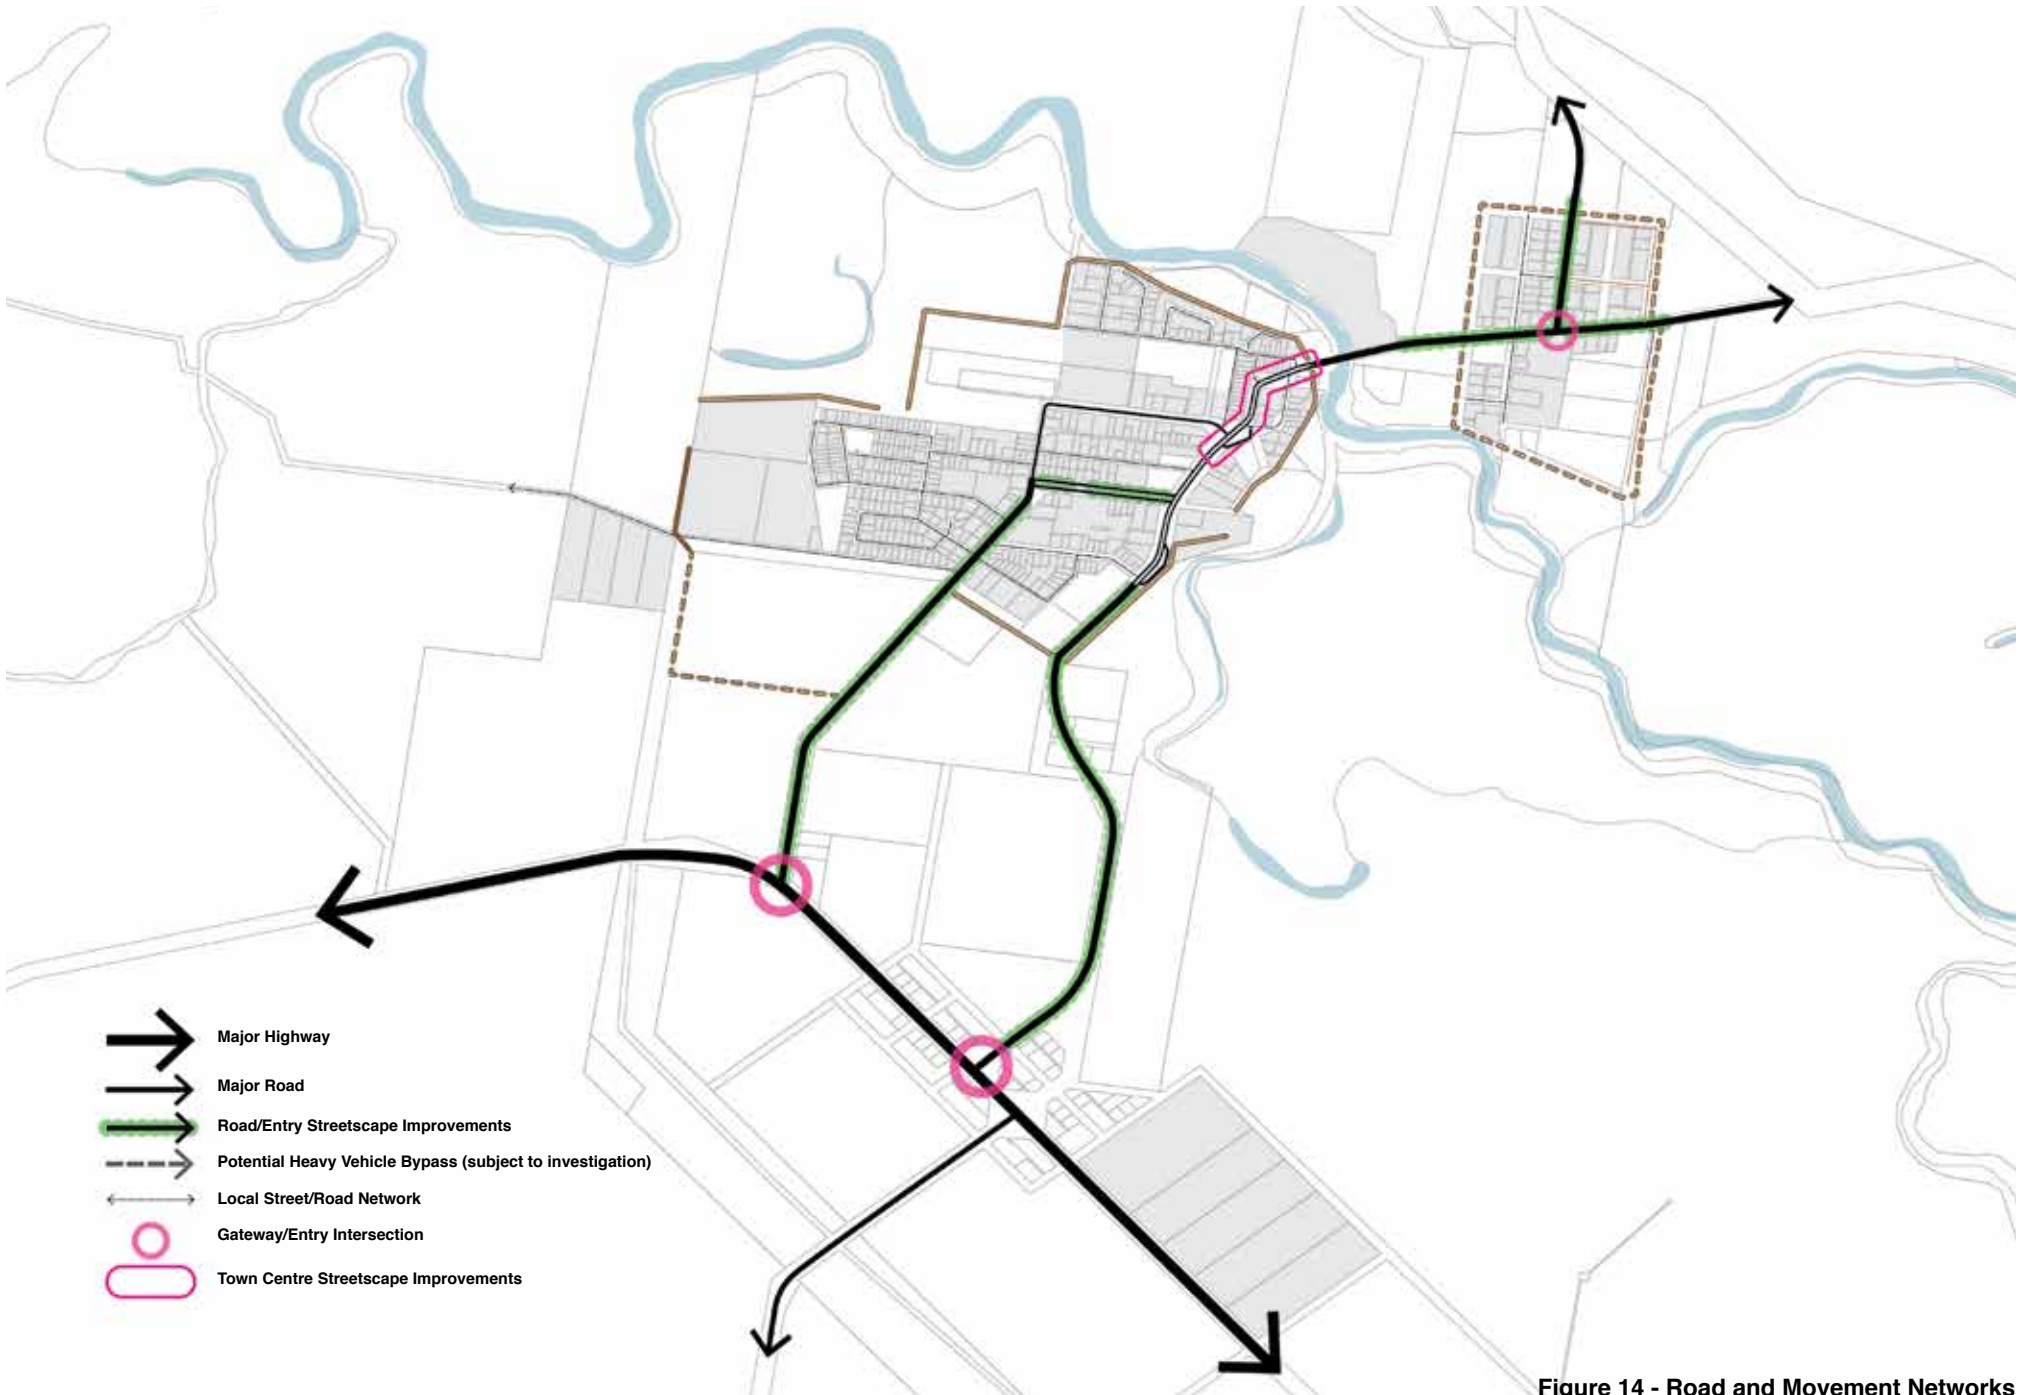 Major Highway
Major Road
Road/Entry Streetscape Improvements
Potential Heavy Vehicle Bypass (subject to investigation)
Local Street/Road Network
Gateway/Entry Intersection
Town Centre Streetscape Improvements
Figure 14 - Road and Movement Networks